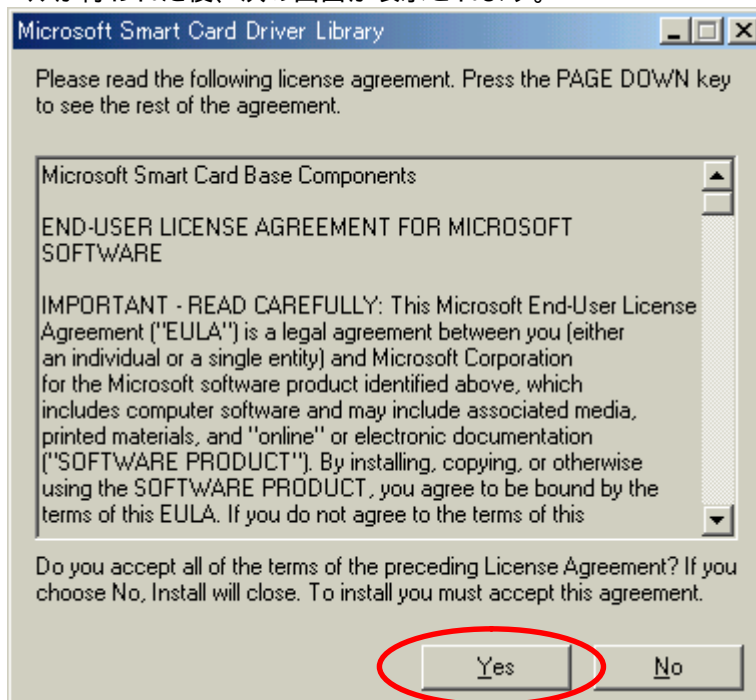 Microsoft Smart Card Driver Library
Please read the following license agreement. Press the PAGE DOWN key
to see the rest of the agreement.
Microsoft Smart Card Base Components
END-USER LICENSE AGREEMENT FOR MICROSOFT
SOFTWARE
IMPORTANT - READ CAREFULLY: This Microsoft End-User License
Agreement ("EULA") is a legal agreement between you (either
an individual or a single entity) and Microsoft Corporation
for the Microsoft software product identified above, which
includes computer software and may include associated media,
printed materials, and "online" or electronic documentation
("SOFTWARE PRODUCT"). By installing, copying, or otherwise
using the SOFTWARE PRODUCT, you agree to be bound by the
terms of this EULA. If you do not agree to the terms of this
Do you accept all of the terms of the preceding License Agreement? If you
choose No, Install will close. To install you must accept this agreement.
Yes No